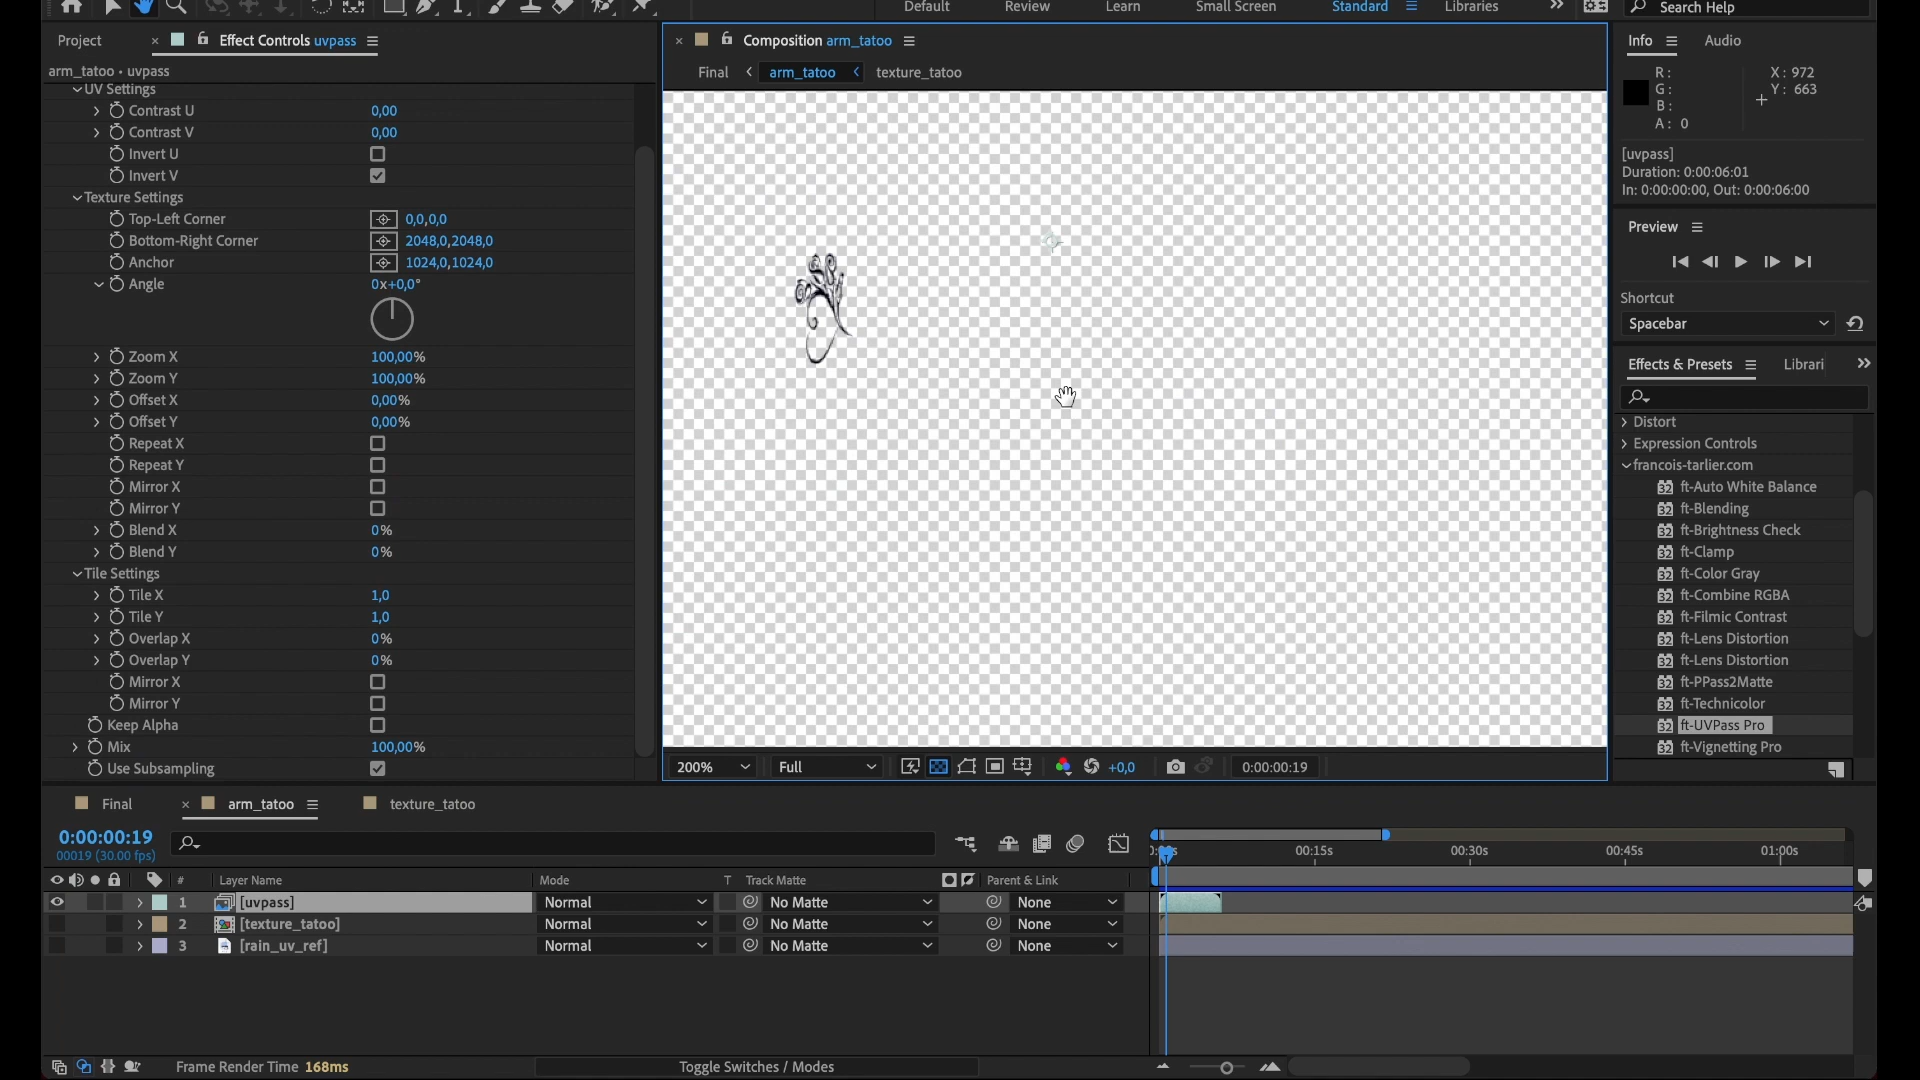 Default
Review
Learn
Small Screen
Standard
Libraries
Search Help
Project
Effect Controls uvpass
arm_tatoo • uvpass
UV Settings
Contrast U 0,00
Contrast V 0,00
Invert U
Invert V
Texture Settings
Top-Left Corner 0,0,0,0
Bottom-Right Corner 2048,0,2048,0
Anchor 1024,0,1024,0
Angle 0x+0,0°
Zoom X 100,00%
Zoom Y 100,00%
Offset X 0,00%
Offset Y 0,00%
Repeat X
Repeat Y
Mirror X
Mirror Y
Blend X 0%
Blend Y 0%
Tile Settings
Tile X 1,0
Tile Y 1,0
Overlap X 0%
Overlap Y 0%
Mirror X
Mirror Y
Keep Alpha
Mix 100,00%
Use Subsampling
Composition arm_tatoo
Final
arm_tatoo
texture_tatoo
200%
Full
+0,0
0:00:00:19
Info
Audio
R:
G:
B:
A: 0
X: 972
Y: 663
[uvpass]
Duration: 0:00:06:01
In: 0:00:00:00, Out: 0:00:06:00
Preview
Shortcut
Spacebar
Effects & Presets
Librari
Distort
Expression Controls
francois-tarlier.com
ft-Auto White Balance
ft-Blending
ft-Brightness Check
ft-Clamp
ft-Color Gray
ft-Combine RGBA
ft-Filmic Contrast
ft-Lens Distortion
ft-Lens Distortion
ft-PPass2Matte
ft-Technicolor
ft-UVPass Pro
ft-Vignetting Pro
Final
arm_tatoo
texture_tatoo
0:00:00:19
00019 (30.00 fps)
00:15s
00:30s
00:45s
01:00s
# Layer Name Mode T Track Matte Parent & Link
1 [uvpass] Normal No Matte None
2 [texture_tatoo] Normal No Matte None
3 [rain_uv_ref] Normal No Matte None
Frame Render Time 168ms
Toggle Switches / Modes